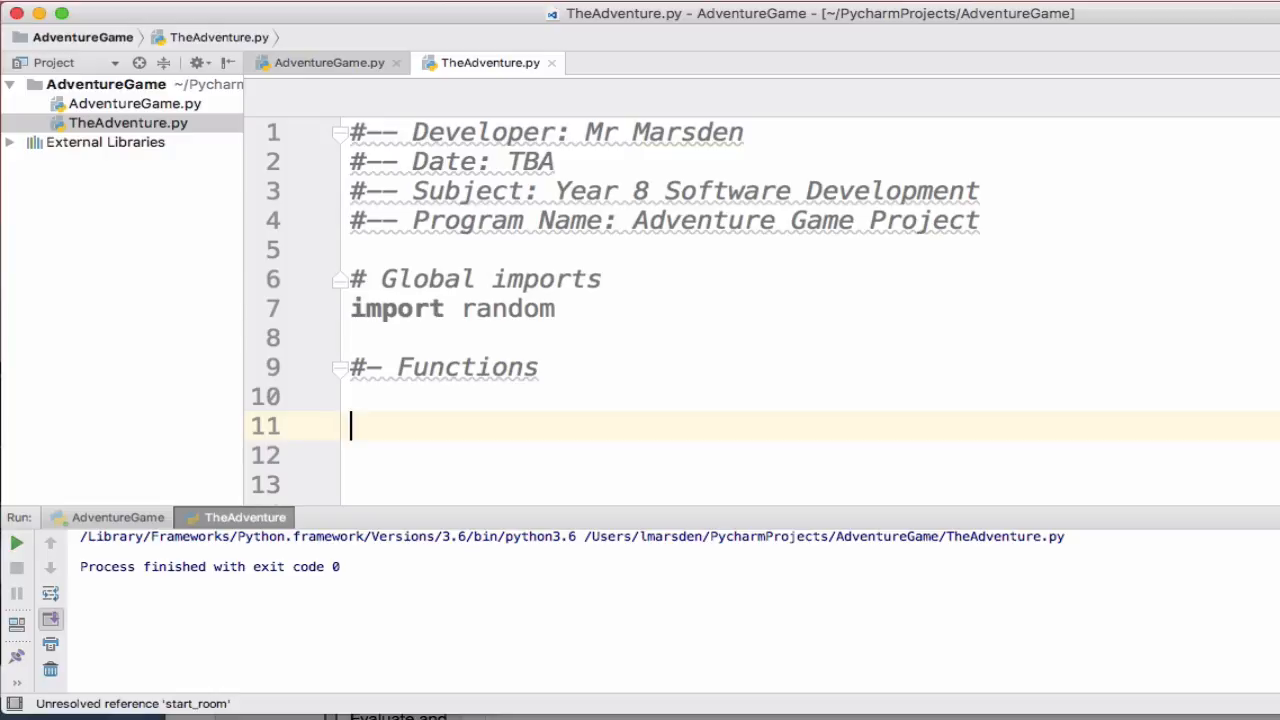 TheAdventure.py - AdventureGame - [~/PycharmProjects/AdventureGame]
AdventureGame
TheAdventure.py
Project
AdventureGame.py
TheAdventure.py
AdventureGame ~/Pycharm
AdventureGame.py
TheAdventure.py
External Libraries
1 #-- Developer: Mr Marsden
2 #-- Date: TBA
3 #-- Subject: Year 8 Software Development
4 #-- Program Name: Adventure Game Project
5
6 # Global imports
7 import random
8
9 #- Functions
10
11
12
13
Run: AdventureGame TheAdventure
/Library/Frameworks/Python.framework/Versions/3.6/bin/python3.6 /Users/lmarsden/PycharmProjects/AdventureGame/TheAdventure.py
Process finished with exit code 0
Unresolved reference 'start_room'
Evaluate and